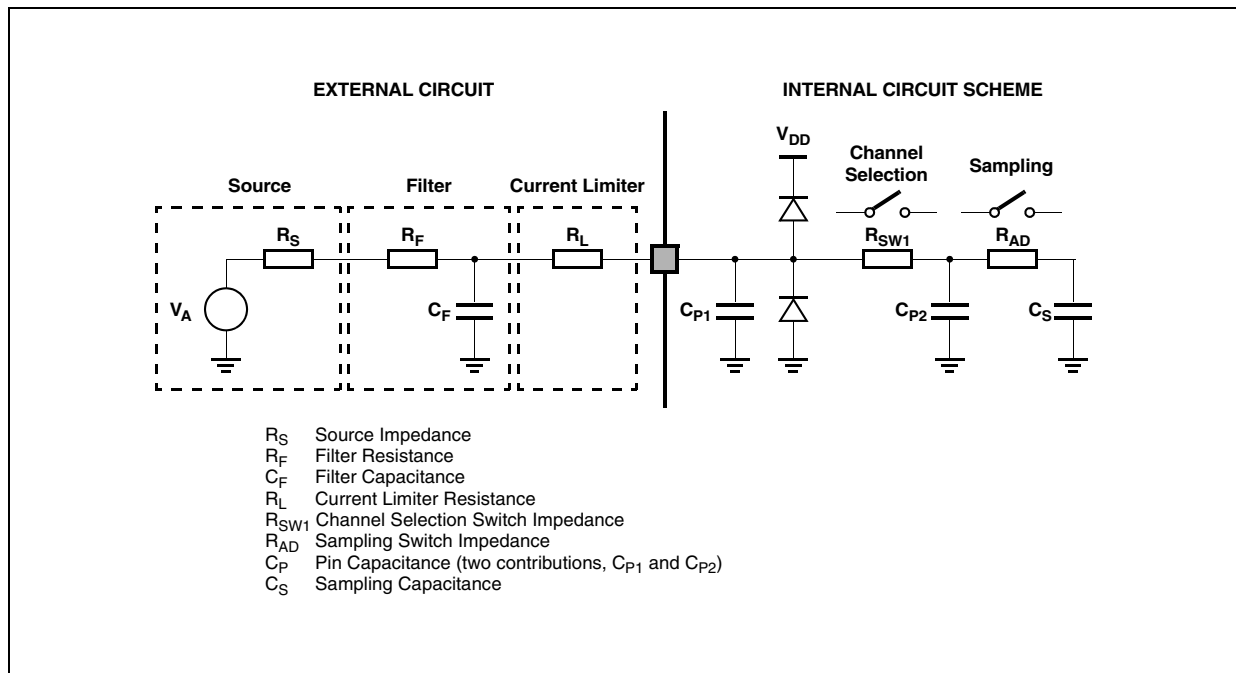 EXTERNAL CIRCUIT
INTERNAL CIRCUIT SCHEME
VDD
Channel
Selection
Sampling
Source
Filter
Current Limiter
RS
RF
RL
RSW1
RAD
VA
CF
CP1
CP2
CS
RS Source Impedance
RF Filter Resistance
CF Filter Capacitance
RL Current Limiter Resistance
RSW1 Channel Selection Switch Impedance
RAD Sampling Switch Impedance
CP Pin Capacitance (two contributions, CP1 and CP2)
CS Sampling Capacitance